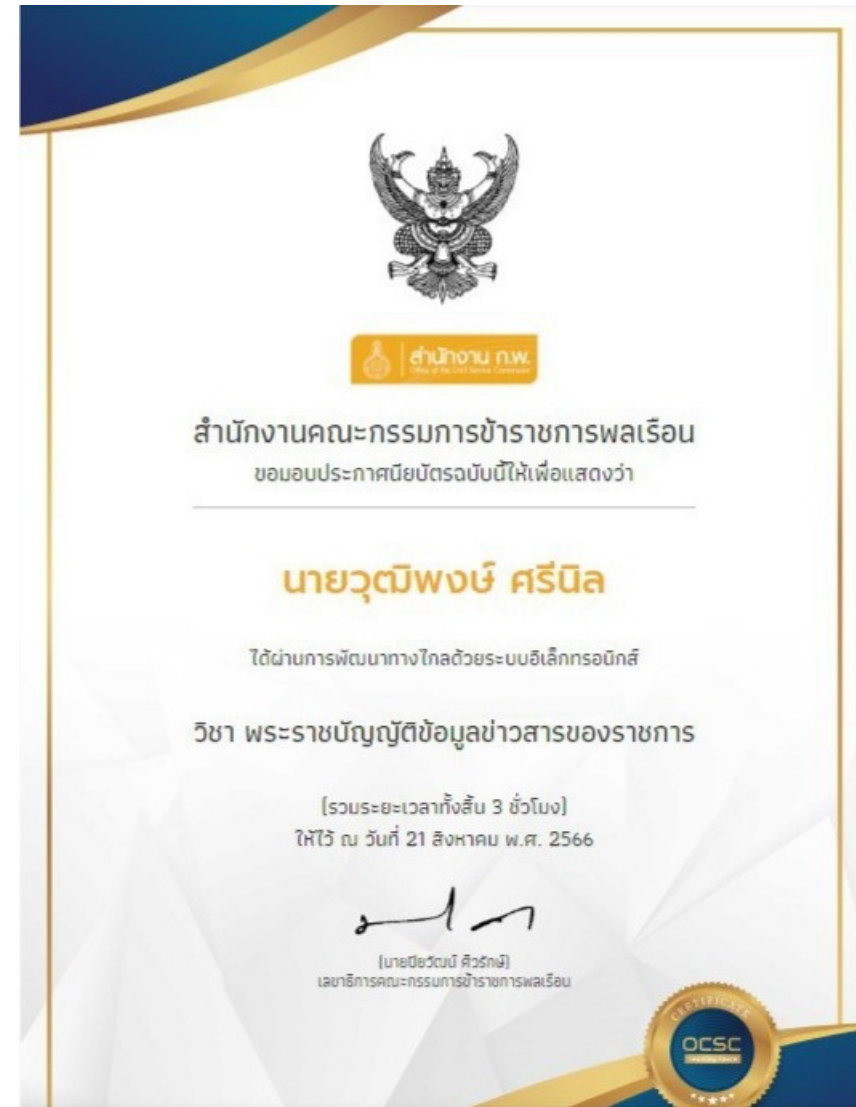 สำนักงาน ก.พ.
Office of the Civil Service Commission
สำนักงานคณะกรรมการข้าราชการพลเรือน
ขอมอบประกาศนียบัตรฉบับนี้ให้เพื่อแสดงว่า
นายวุฒิพงษ์ ศรีนิล
ได้ผ่านการพัฒนาทางไกลด้วยระบบอิเล็กทรอนิกส์
วิชา พระราชบัญญัติข้อมูลข่าวสารของราชการ
(รวมระยะเวลาทั้งสิ้น 3 ชั่วโมง)
ให้ไว้ ณ วันที่ 21 สิงหาคม พ.ศ. 2566
(นายปิยวัฒน์ ศิวรักษ์)
เลขาธิการคณะกรรมการข้าราชการพลเรือน
CERTIFICATE
OCSC